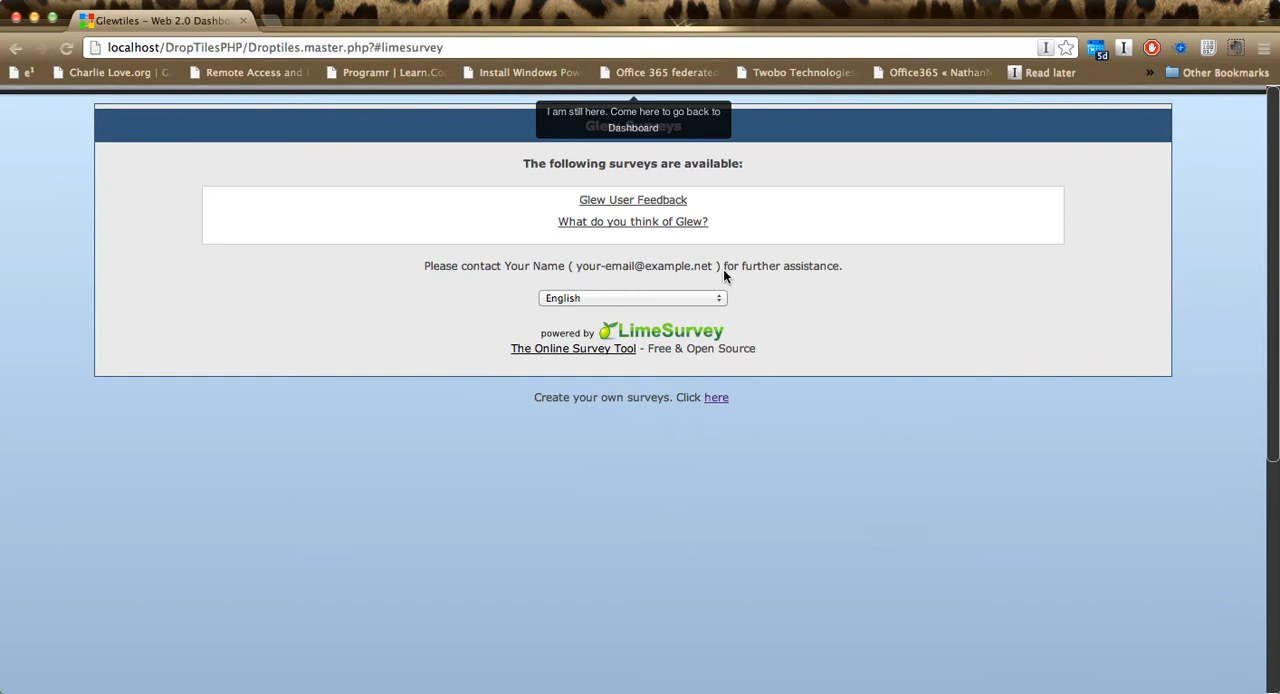 Glewtiles – Web 2.0 Dashbo
localhost/DropTilesPHP/Droptiles.master.php?#limesurvey
5d
e¹ Charlie Love.org | G Remote Access and Programr | Learn.Co Install Windows Pow Office 365 federated Twobo Technologies Office365 « Nathan Read later » Other Bookmarks
I am still here. Come here to go back to
Dashboard
Glew Surveys
The following surveys are available:
Glew User Feedback
What do you think of Glew?
Please contact Your Name ( your-email@example.net ) for further assistance.
English
powered by LimeSurvey
The Online Survey Tool - Free & Open Source
Create your own surveys. Click here